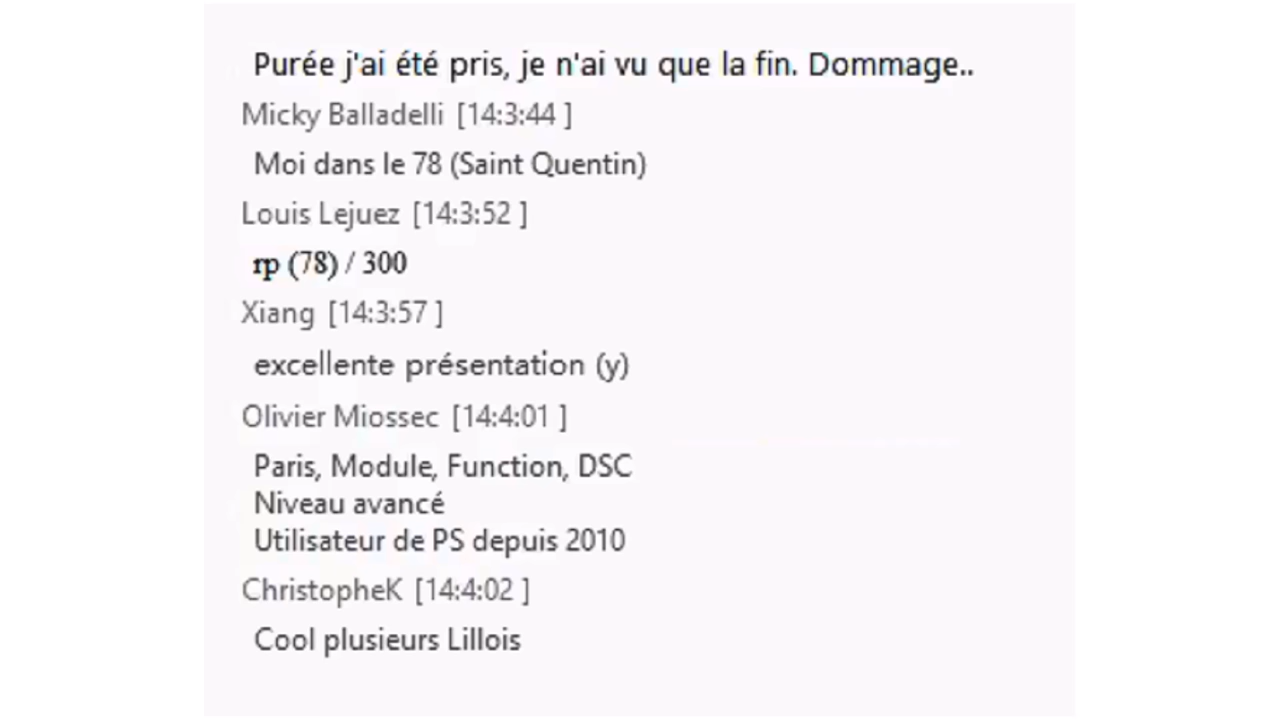 Purée j'ai été pris, je n'ai vu que la fin. Dommage..
Micky Balladelli [14:3:44 ]
Moi dans le 78 (Saint Quentin)
Louis Lejuez [14:3:52 ]
rp (78) / 300
Xiang [14:3:57 ]
excellente présentation (y)
Olivier Miossec [14:4:01 ]
Paris, Module, Function, DSC
Niveau avancé
Utilisateur de PS depuis 2010
ChristopheK [14:4:02 ]
Cool plusieurs Lillois